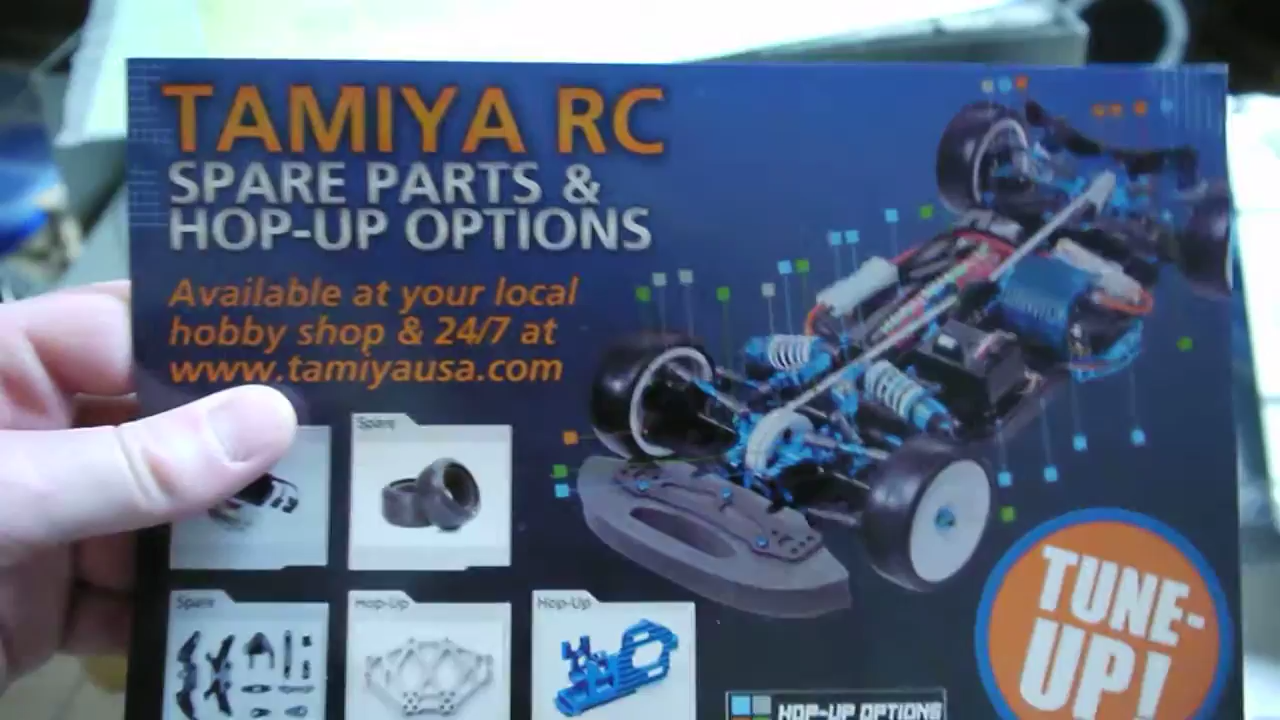 TAMIYA RC
SPARE PARTS &
HOP-UP OPTIONS
Available at your local
hobby shop & 24/7 at
www.tamiyausa.com
Spare
Spare
Hop-Up
Hop-Up
TUNE-
UP!
HOP-UP OPTIONS